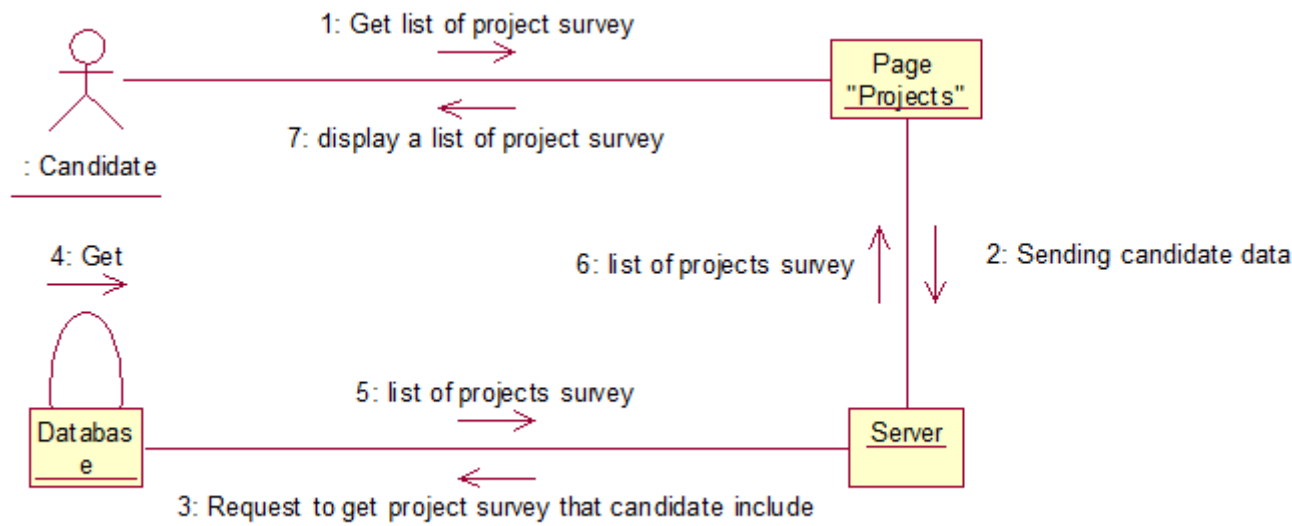 1: Get list of project survey
Page
"Projects"
7: display a list of project survey
: Candidate
4: Get
6: list of projects survey
2: Sending candidate data
5: list of projects survey
Databas
e
Server
3: Request to get project survey that candidate include